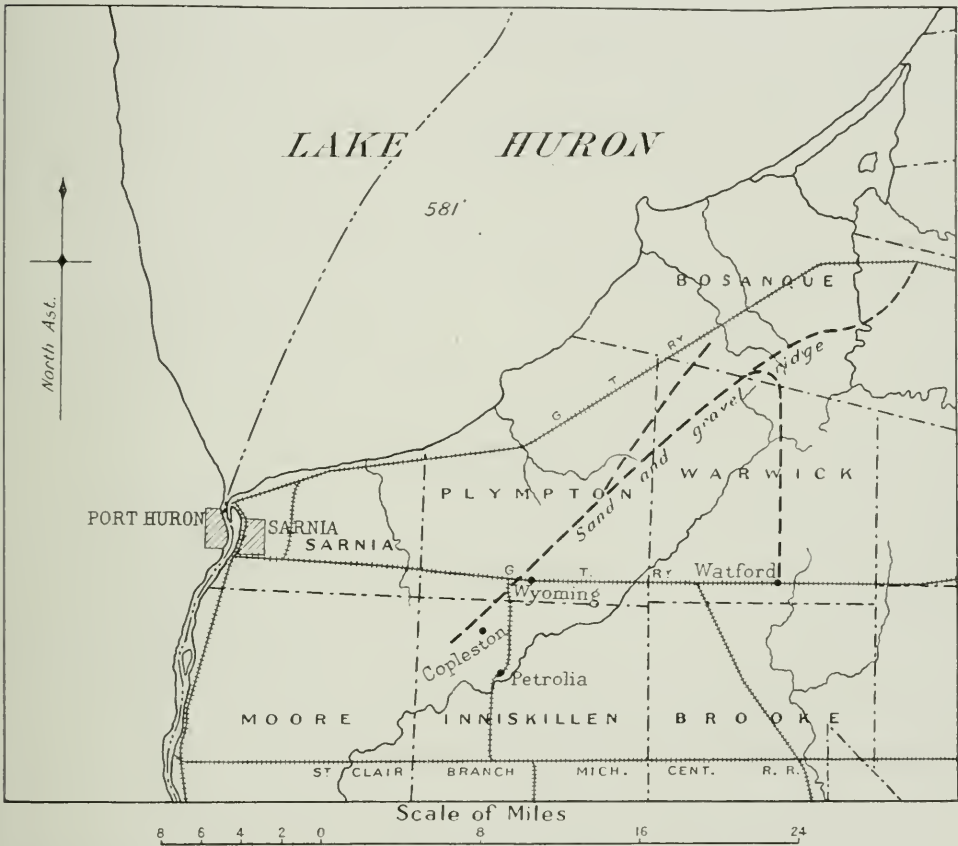 LAKE HURON
581'
North Ast.
BOSANQUE
G T RY
Sand and gravel ridge
WARWICK
PLYMPTON
PORT HURON
SARNIA
SARNIA
G T. RY
Watford
Wyoming
Copleston
Petrolia
MOORE
INNISKILLEN
BROOKE
ST CLAIR BRANCH MICH. CENT. R. R.
Scale of Miles
8 6 4 2 0 8 16 24